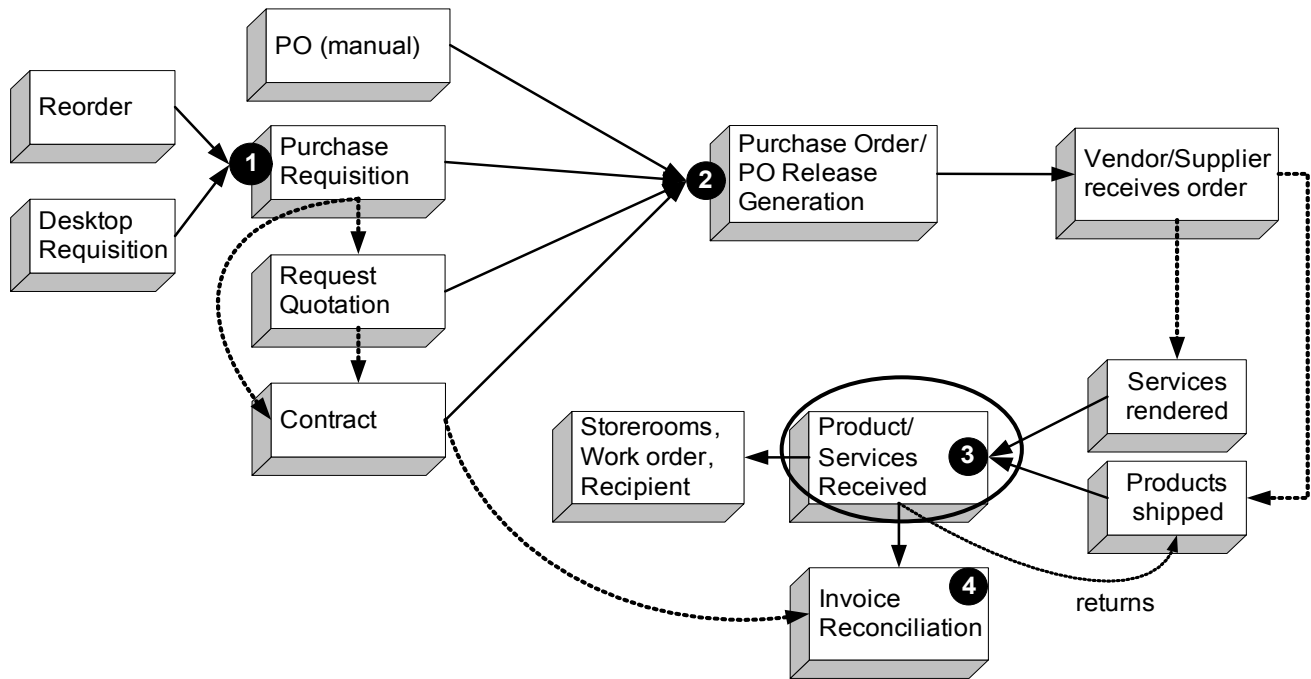 PO (manual)
Reorder
1
Purchase
Requisition
2
Purchase Order/
PO Release
Generation
Vendor/Supplier
receives order
Desktop
Requisition
Request
Quotation
Contract
Storerooms,
Work order,
Recipient
Product/
Services
Received
3
Services
rendered
Products
shipped
Invoice
Reconciliation
4
returns